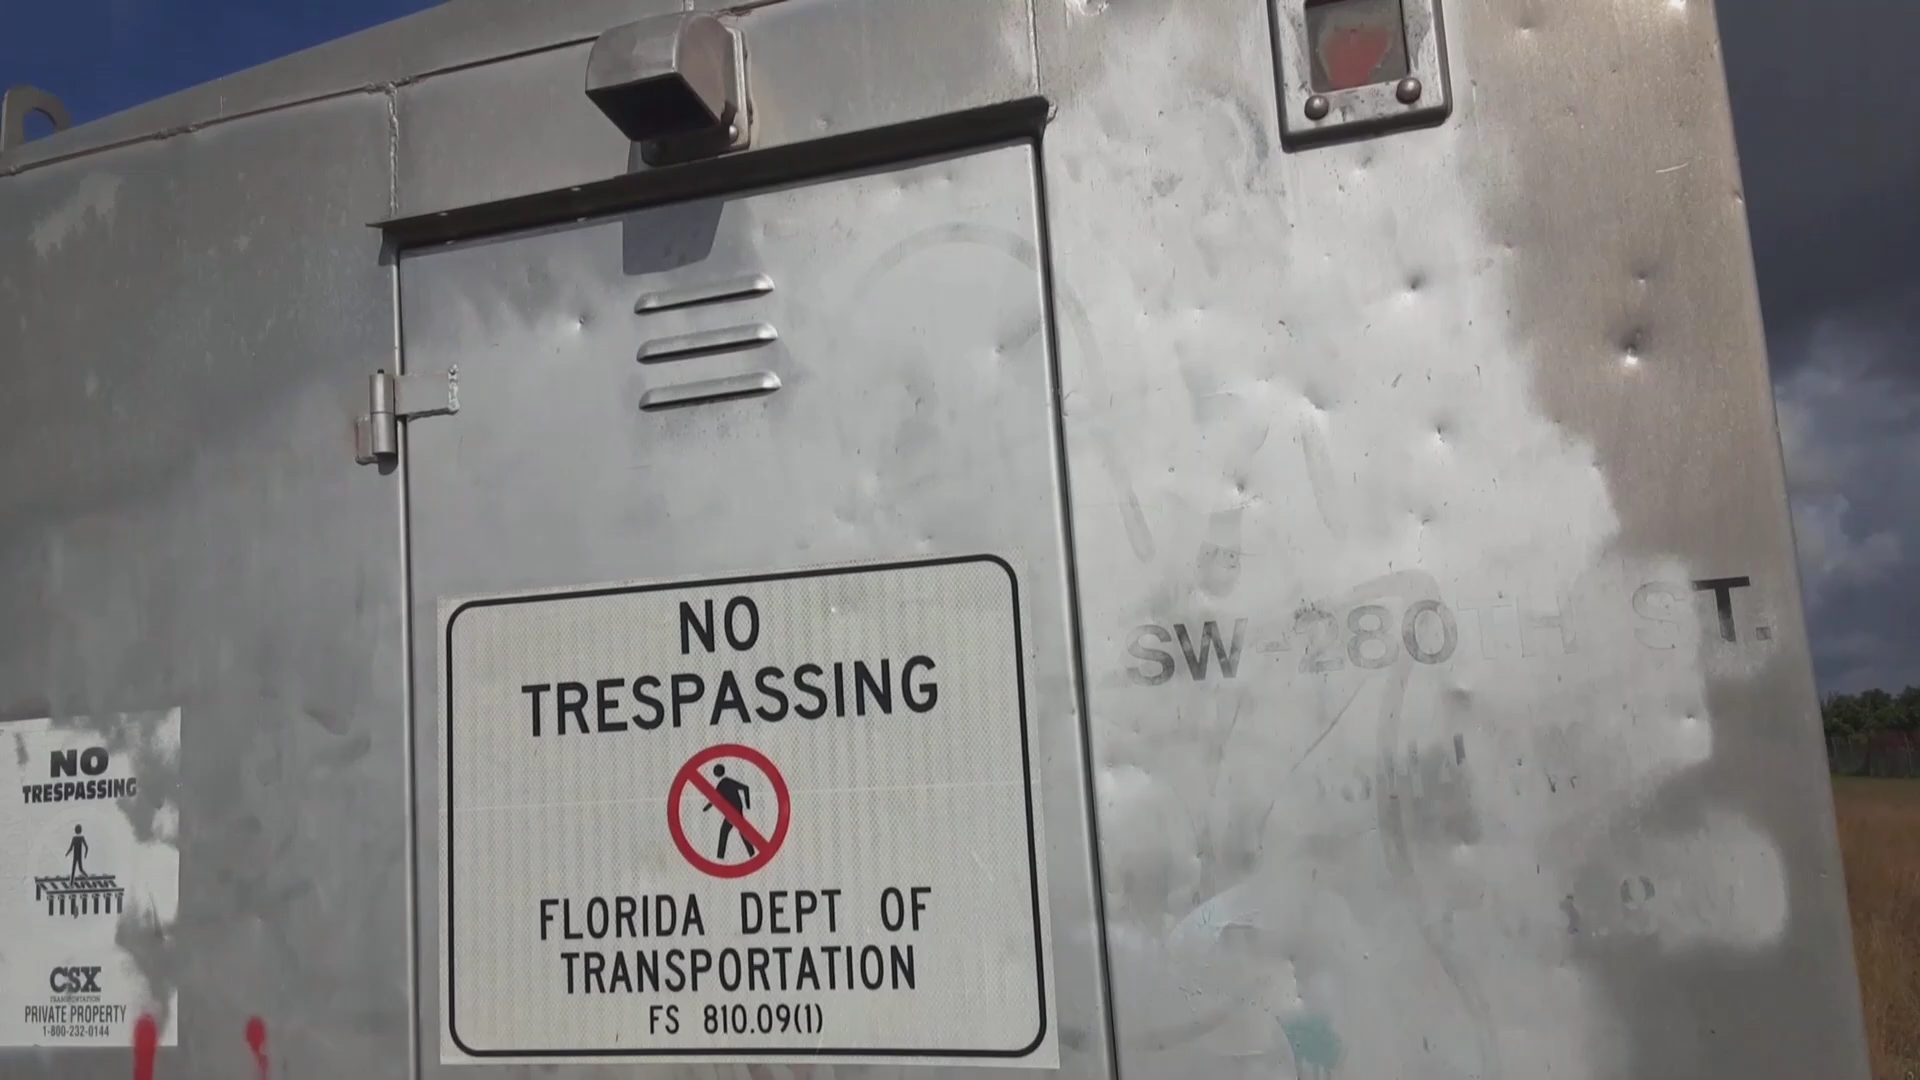 NO
TRESPASSING
FLORIDA DEPT OF
TRANSPORTATION
FS 810.09(1)
NO
TRESPASSING
CSX
TRANSPORTATION
PRIVATE PROPERTY
1-800-232-0144
SW-280TH ST.